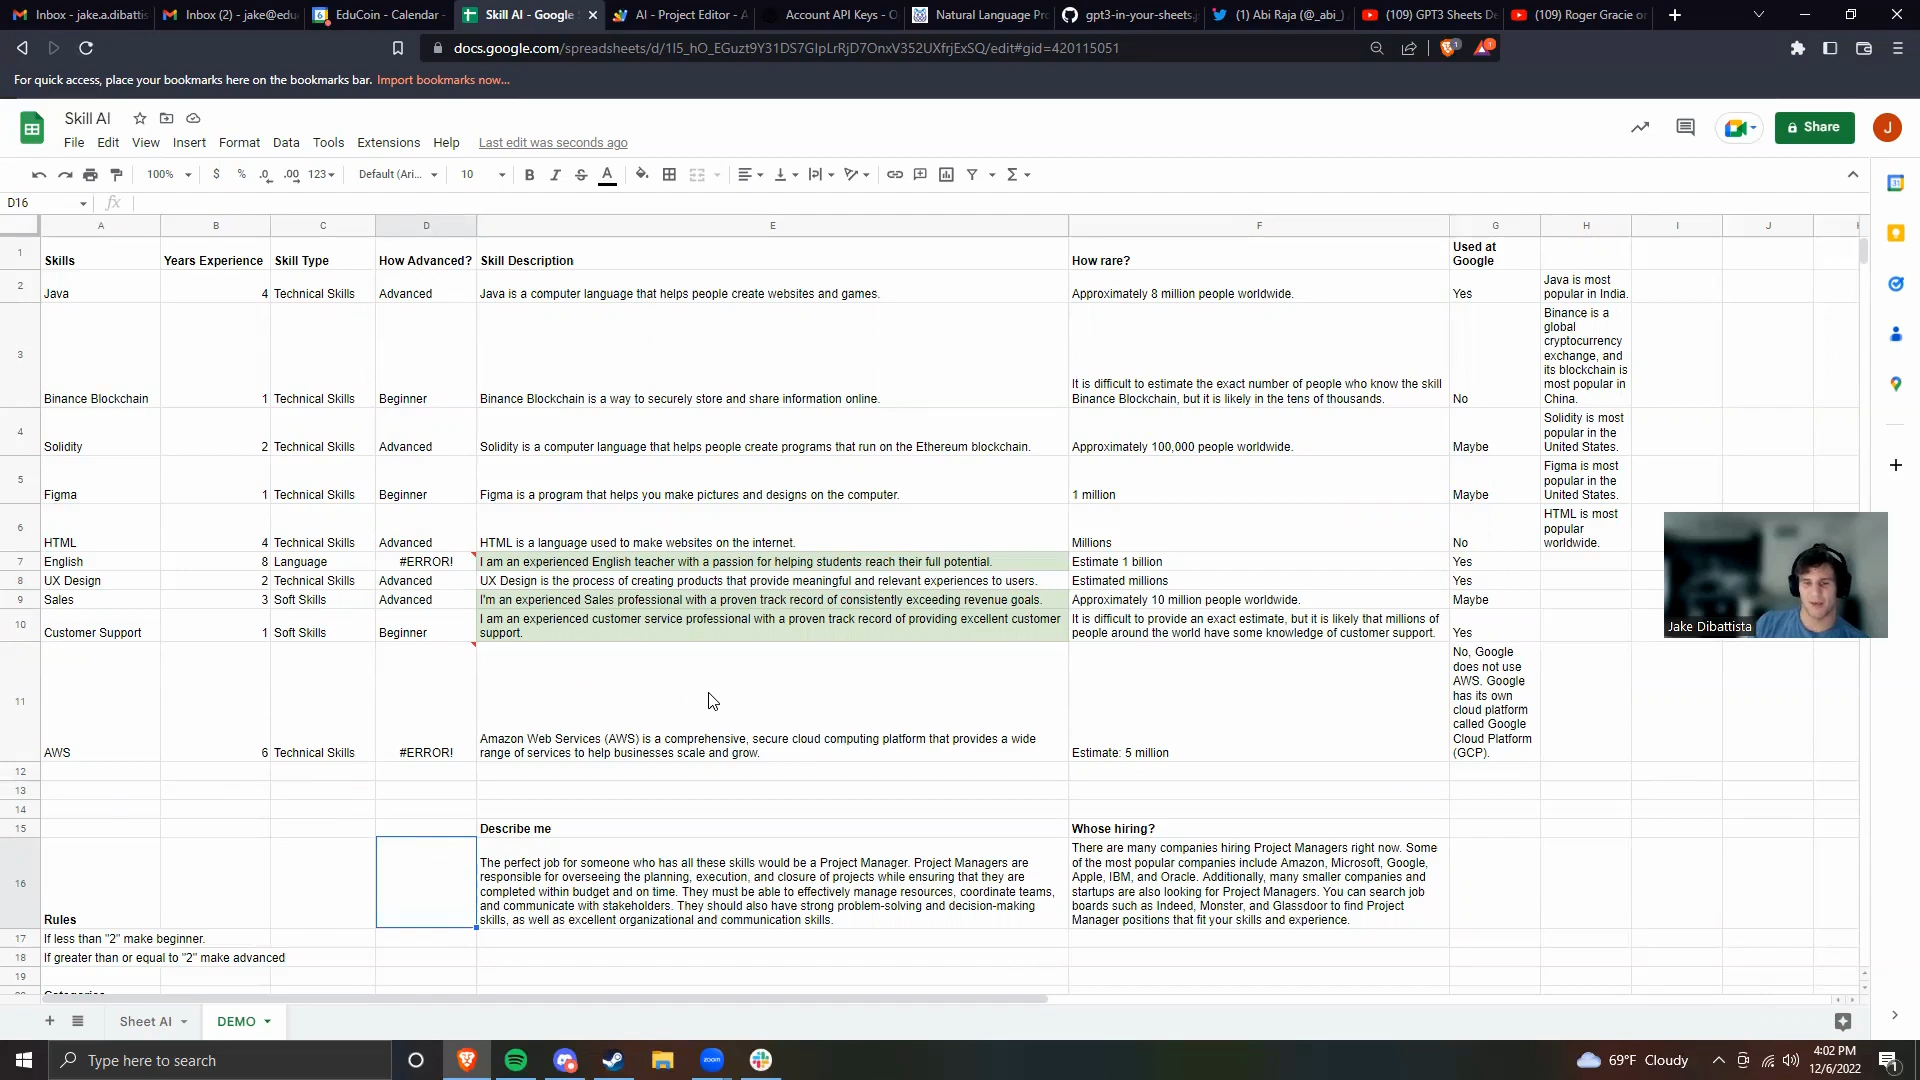 Inbox - jake.a.dibattis
Inbox (2) - jake@edu
EduCoin - Calendar -
Skill AI - Google
AI - Project Editor - A
Account API Keys - O
Natural Language Pr
gpt3-in-your-sheets.
(1) Abi Raja (@_abi_)
(109) GPT3 Sheets De
(109) Roger Gracie or
docs.google.com/spreadsheets/d/1I5_hO_EGuzt9Y31DS7GIpLrRjD7OnxV352UXfrjExSQ/edit#gid=420115051
For quick access, place your bookmarks here on the bookmarks bar. Import bookmarks now...
Skill AI
File Edit View Insert Format Data Tools Extensions Help Last edit was seconds ago
Share
J
100% $ % .0 .00 123 Default (Ari... 10 B I S A
D16 fx
A B C D E F G H I J
1 Skills Years Experience Skill Type How Advanced? Skill Description How rare? Used at
Google
2 Java 4 Technical Skills Advanced Java is a computer language that helps people create websites and games. Approximately 8 million people worldwide. Yes Java is most
popular in India.
3 Binance Blockchain 1 Technical Skills Beginner Binance Blockchain is a way to securely store and share information online. It is difficult to estimate the exact number of people who know the skill
Binance Blockchain, but it is likely in the tens of thousands. No
Binance is a
global
cryptocurrency
exchange, and
its blockchain is
most popular in
China.
4 Solidity 2 Technical Skills Advanced Solidity is a computer language that helps people create programs that run on the Ethereum blockchain. Approximately 100,000 people worldwide. Maybe
Solidity is most
popular in the
United States.
5 Figma 1 Technical Skills Beginner Figma is a program that helps you make pictures and designs on the computer. 1 million Maybe
Figma is most
popular in the
United States.
6 HTML 4 Technical Skills Advanced HTML is a language used to make websites on the internet. Millions No
HTML is most
popular
worldwide.
7 English 8 Language #ERROR! I am an experienced English teacher with a passion for helping students reach their full potential. Estimate 1 billion Yes
8 UX Design 2 Technical Skills Advanced UX Design is the process of creating products that provide meaningful and relevant experiences to users. Estimated millions Yes
9 Sales 3 Soft Skills Advanced I'm an experienced Sales professional with a proven track record of consistently exceeding revenue goals. Approximately 10 million people worldwide. Maybe
10 Customer Support 1 Soft Skills Beginner I am an experienced customer service professional with a proven track record of providing excellent customer
support.
It is difficult to provide an exact estimate, but it is likely that millions of
people around the world have some knowledge of customer support. Yes
11 AWS 6 Technical Skills #ERROR! Amazon Web Services (AWS) is a comprehensive, secure cloud computing platform that provides a wide
range of services to help businesses scale and grow. Estimate: 5 million
No, Google
does not use
AWS. Google
has its own
cloud platform
called Google
Cloud Platform
(GCP).
12
13
14
15 Describe me Whose hiring?
16 Rules
The perfect job for someone who has all these skills would be a Project Manager. Project Managers are
responsible for overseeing the planning, execution, and closure of projects while ensuring that they are
completed within budget and on time. They must be able to effectively manage resources, coordinate teams,
and communicate with stakeholders. They should also have strong problem-solving and decision-making
skills, as well as excellent organizational and communication skills.
There are many companies hiring Project Managers right now. Some
of the most popular companies include Amazon, Microsoft, Google,
Apple, IBM, and Oracle. Additionally, many smaller companies and
startups are also looking for Project Managers. You can search job
boards such as Indeed, Monster, and Glassdoor to find Project
Manager positions that fit your skills and experience.
17 If less than "2" make beginner.
18 If greater than or equal to "2" make advanced
19
Jake Dibattista
Sheet AI DEMO
Type here to search
zoom
69°F Cloudy
4:02 PM
12/6/2022